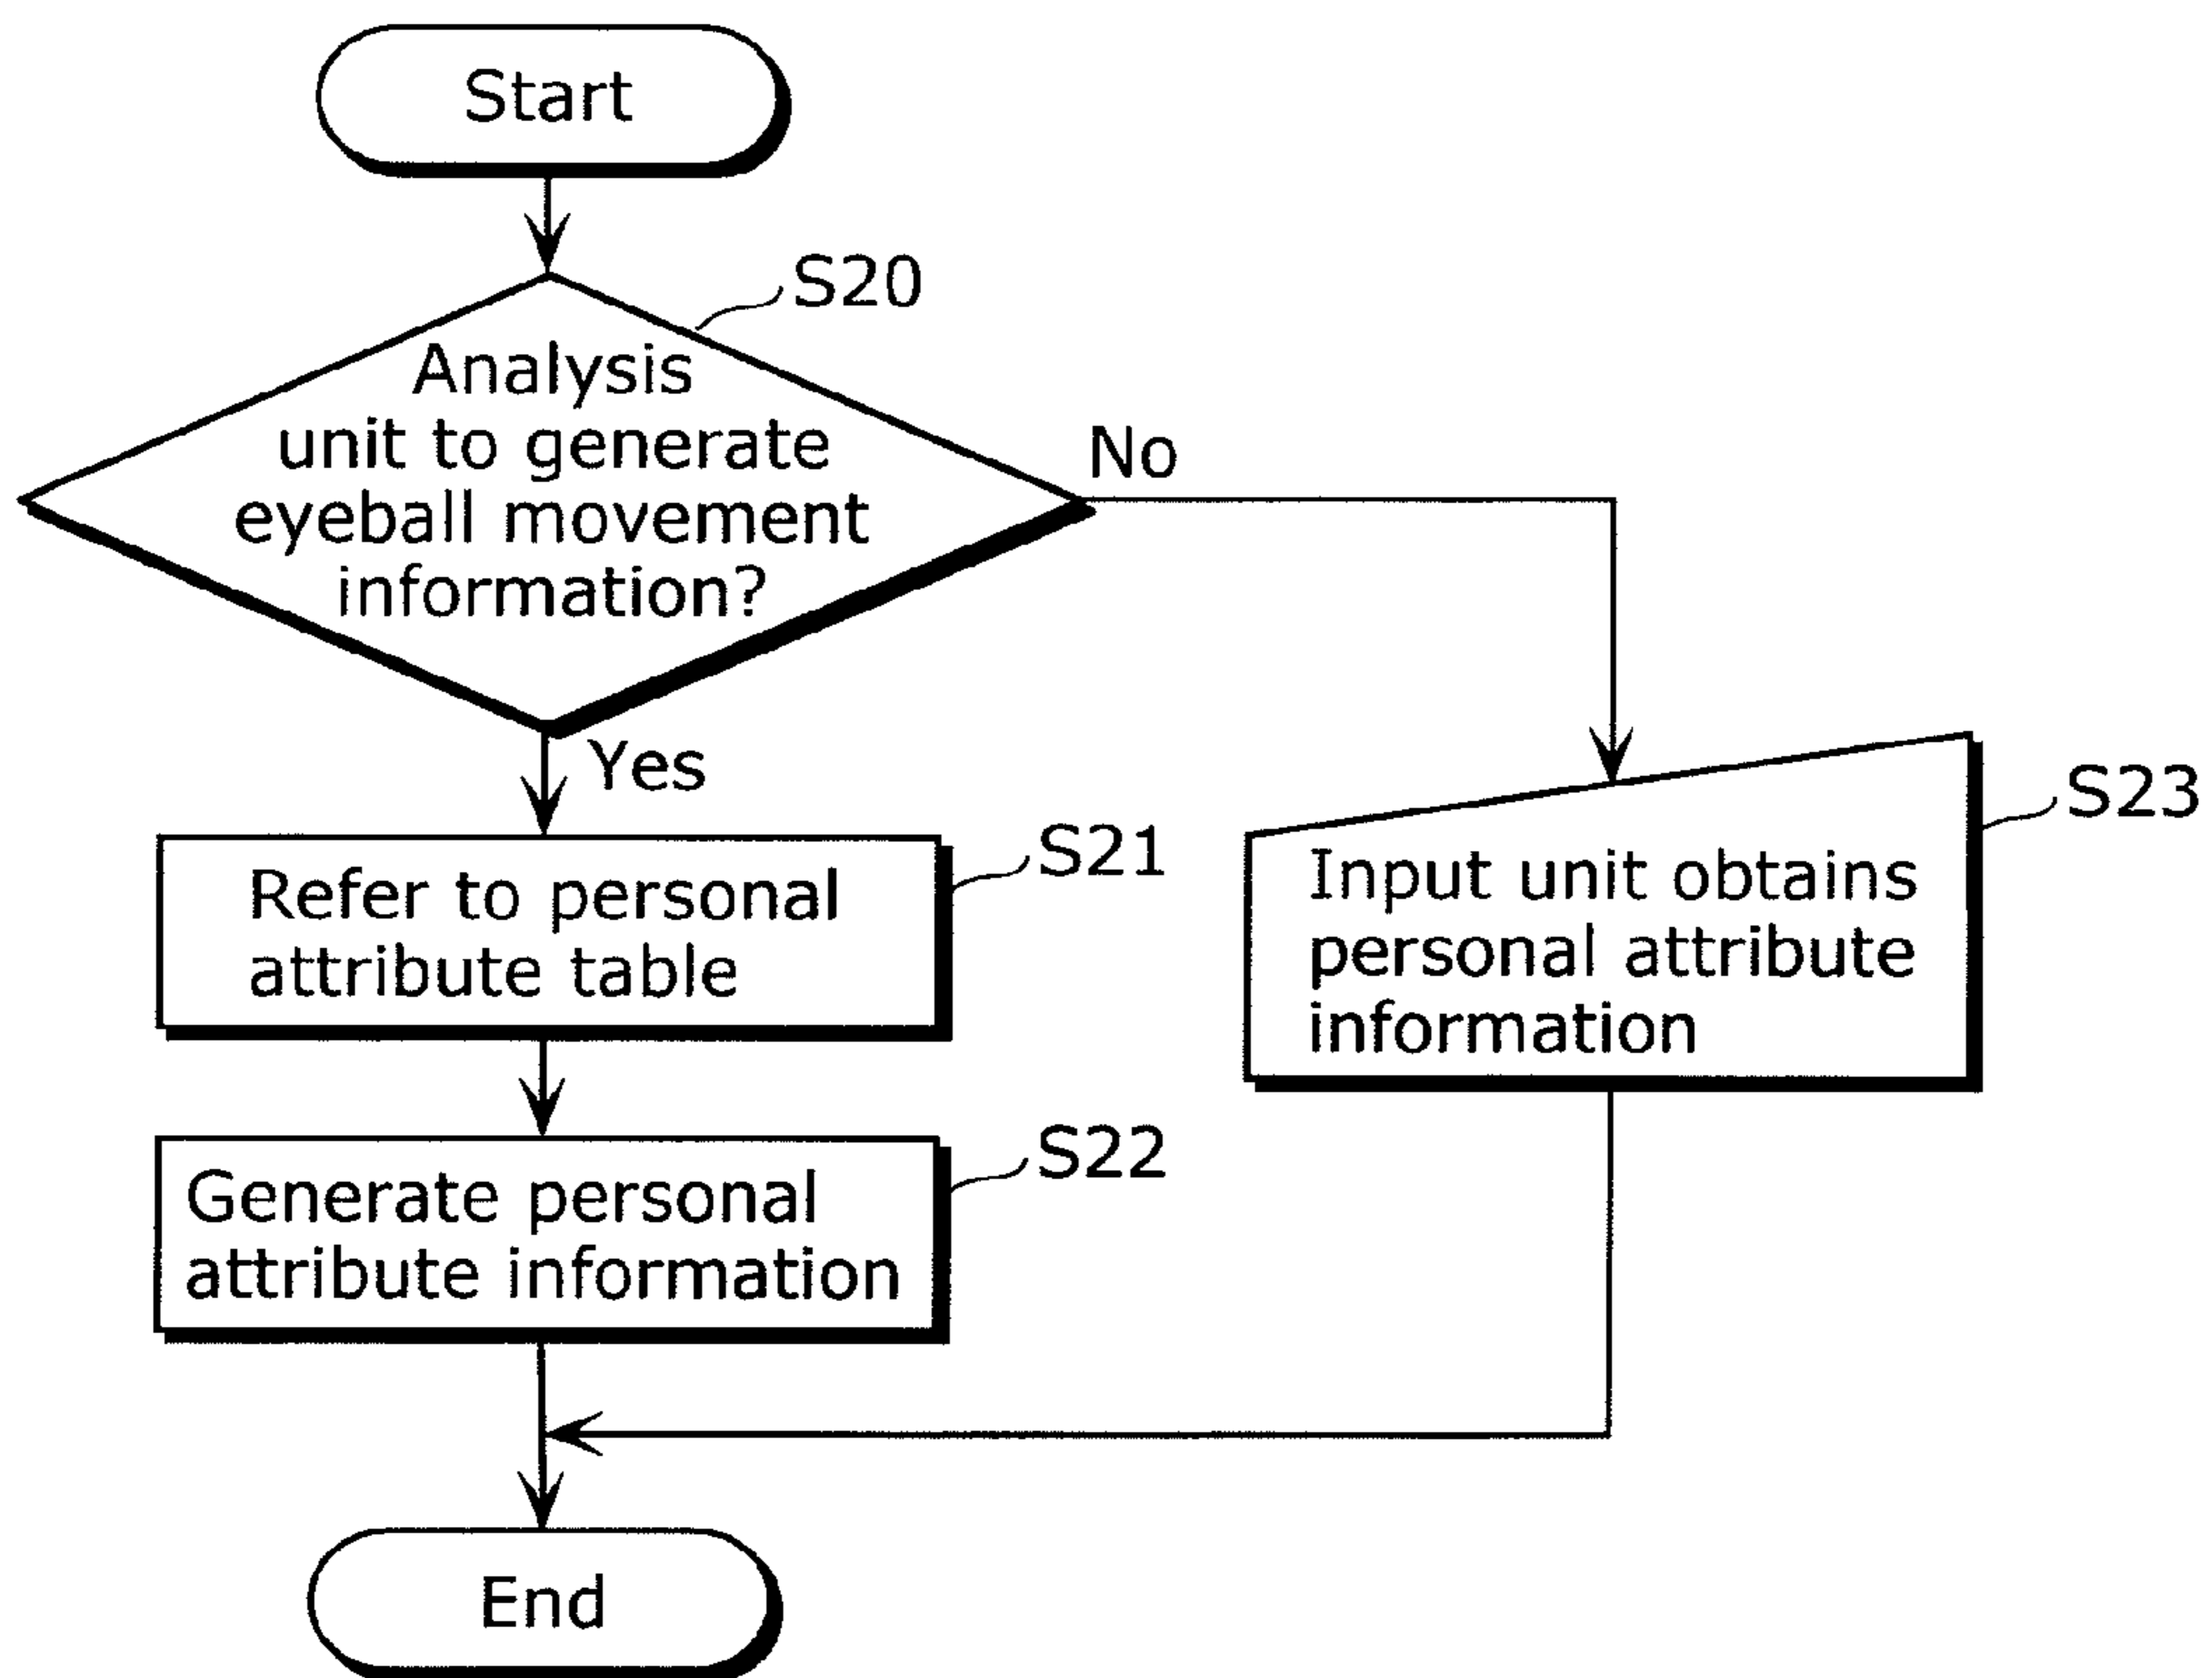 Start
S20
Analysis
unit to generate
eyeball movement
information?
No
Yes
S21
Refer to personal
attribute table
S23
Input unit obtains
personal attribute
information
S22
Generate personal
attribute information
End